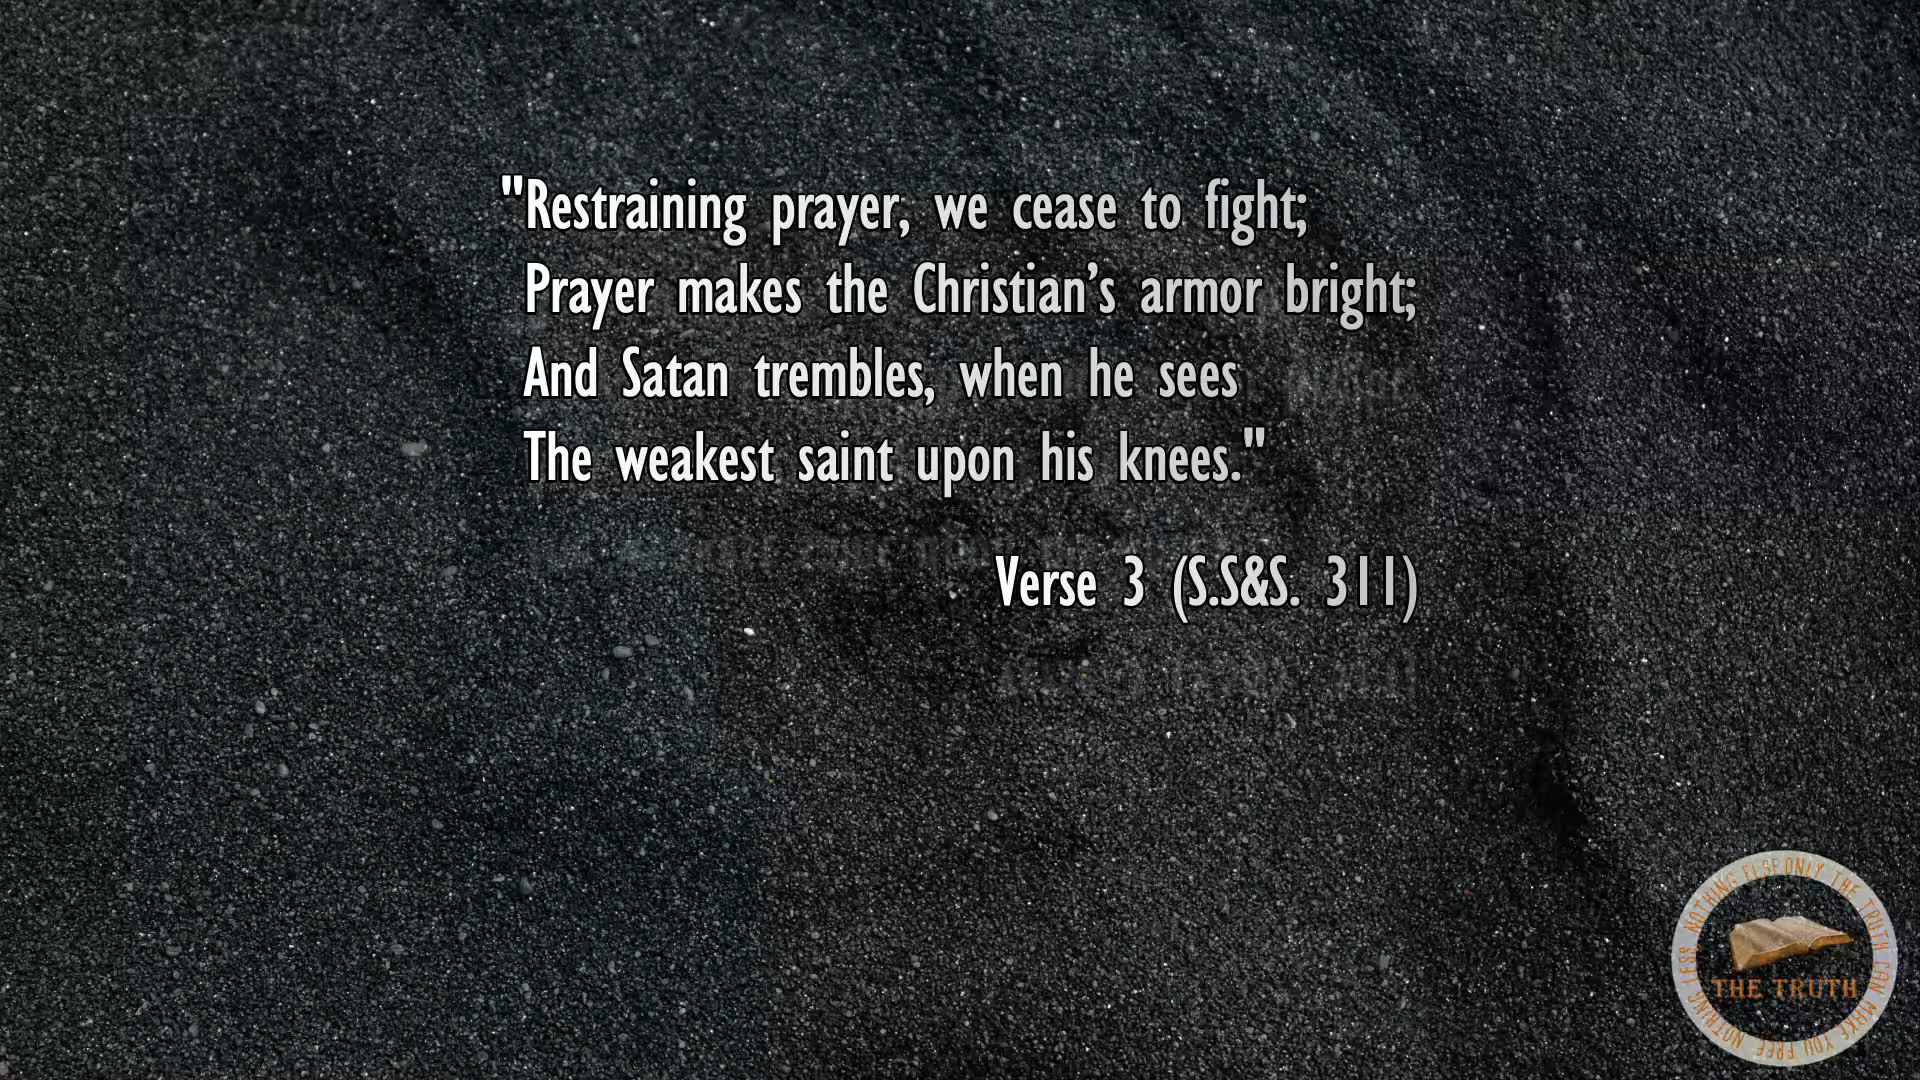 "Restraining prayer, we cease to fight;
Prayer makes the Christian’s armor bright;
And Satan trembles, when he sees
The weakest saint upon his knees."
Verse 3 (S.S&S. 311)
ONLY THE TRUTH CAN MAKE YOU FREE NOTHING LESS NOTHING ELSE
THE TRUTH